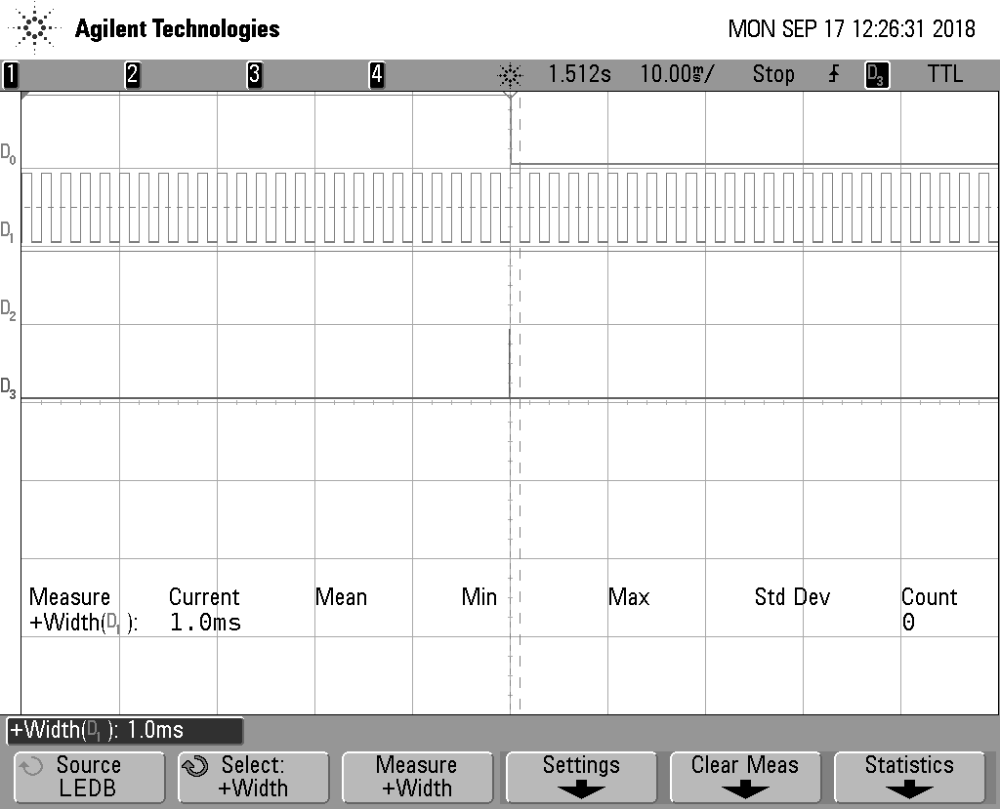 Agilent Technologies MON SEP 17 12:26:31 2018
1 2 3 4 1.512s 10.00ms/ Stop D3 TTL
D0
D1
D2
D3
Measure Current Mean Min Max Std Dev Count
+Width(D1 ): 1.0ms 0
+Width(D1 ): 1.0ms
Source Select: Measure Settings Clear Meas Statistics
LEDB +Width +Width